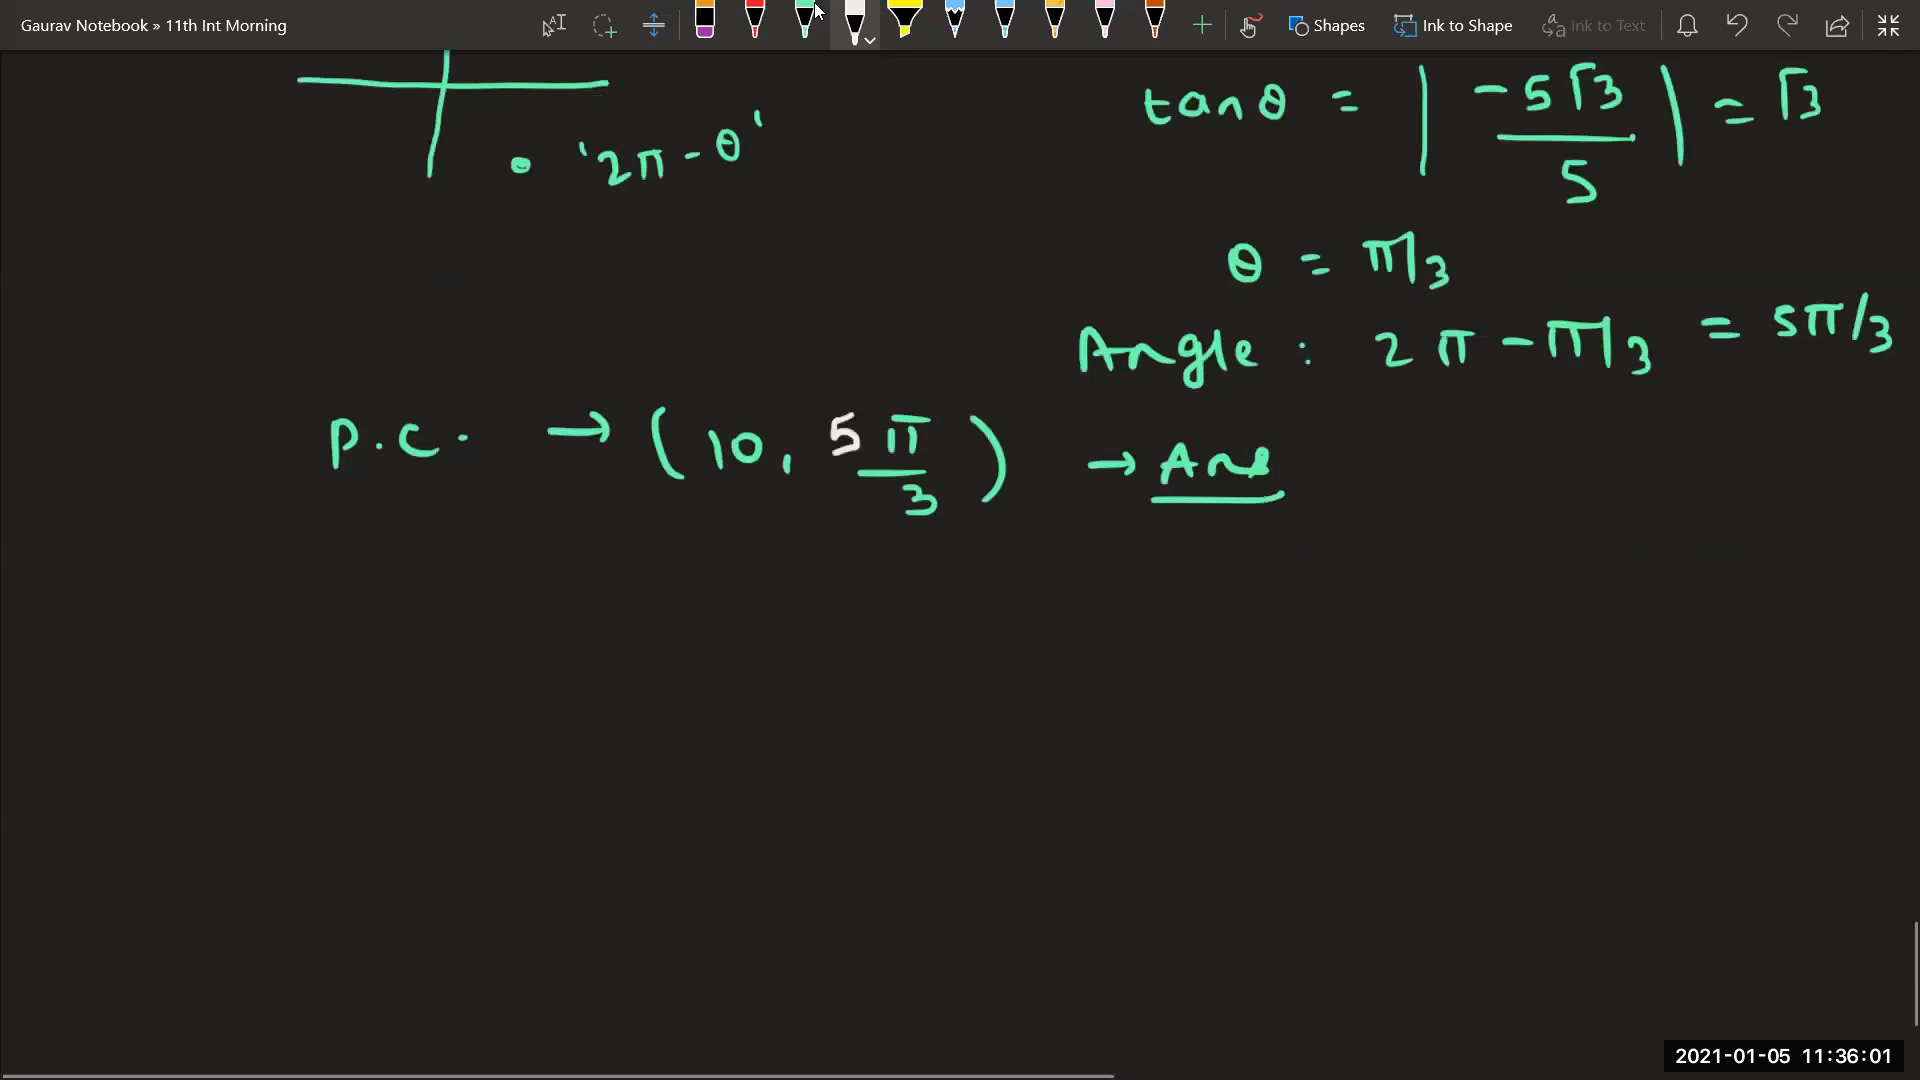 Gaurav Notebook » 11th Int Morning
Shapes
Ink to Shape
Ink to Text
tanθ = | -5√3 / 5 | = √3
'2π - θ'
θ = π/3
Angle : 2π - π/3 = 5π/3
P.C. → (10, 5π/3) → Ans
2021-01-05 11:36:01